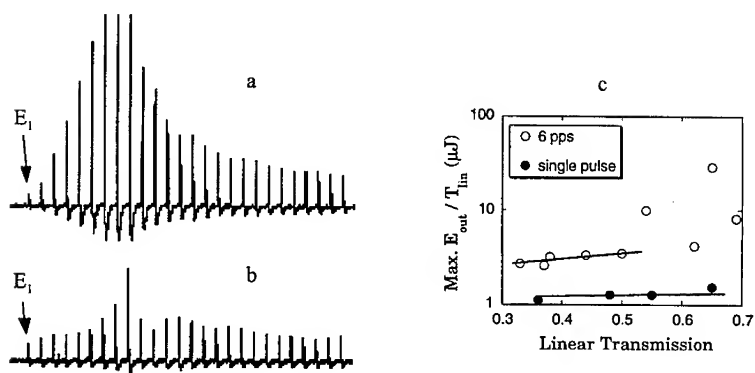 a
E1
b
E1
c
Max. Eout / Tlin (μJ)
100
10
1
6 pps
single pulse
0.3 0.4 0.5 0.6 0.7
Linear Transmission